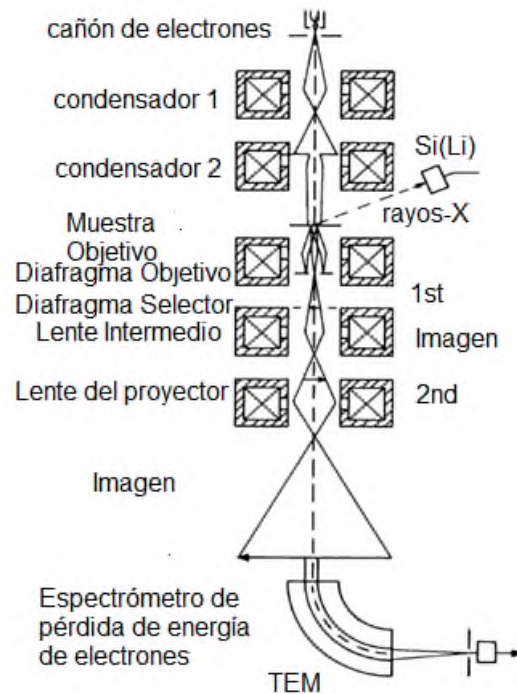 cañón de electrones
condensador 1
condensador 2
Si(Li)
rayos-X
Muestra
Objetivo
Diafragma Objetivo
Diafragma Selector
1st
Lente Intermedio
Imagen
Lente del proyector
2nd
Imagen
Espectrómetro de
pérdida de energía
de electrones
TEM